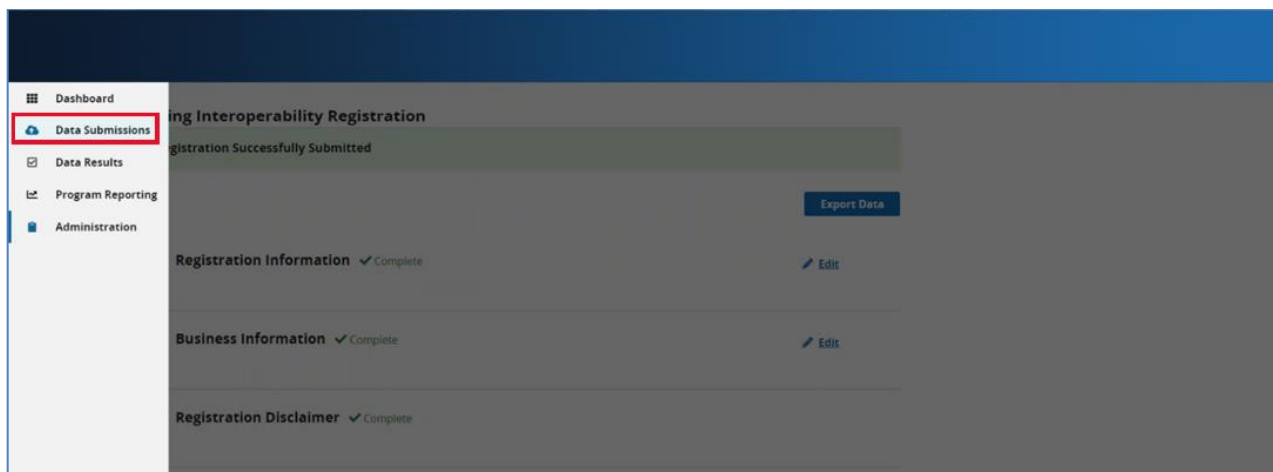 Dashboard
Data Submissions
Data Results
Program Reporting
Administration
ing Interoperability Registration
gistration Successfully Submitted
Export Data
Registration Information Complete
Edit
Business Information Complete
Edit
Registration Disclaimer Complete